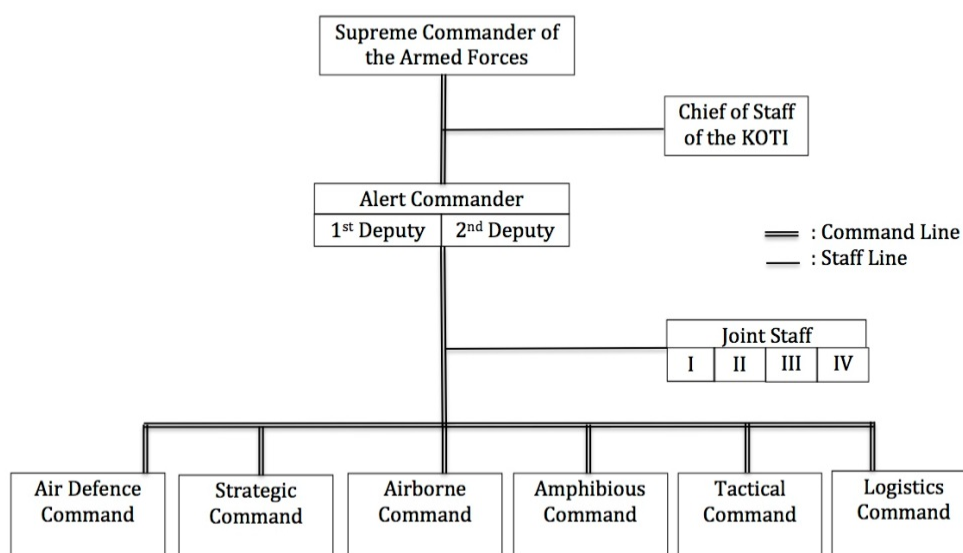 Supreme Commander of
the Armed Forces
Chief of Staff
of the KOTI
Alert Commander
1st Deputy
2nd Deputy
: Command Line
: Staff Line
Joint Staff
I
II
III
IV
Air Defence
Command
Strategic
Command
Airborne
Command
Amphibious
Command
Tactical
Command
Logistics
Command